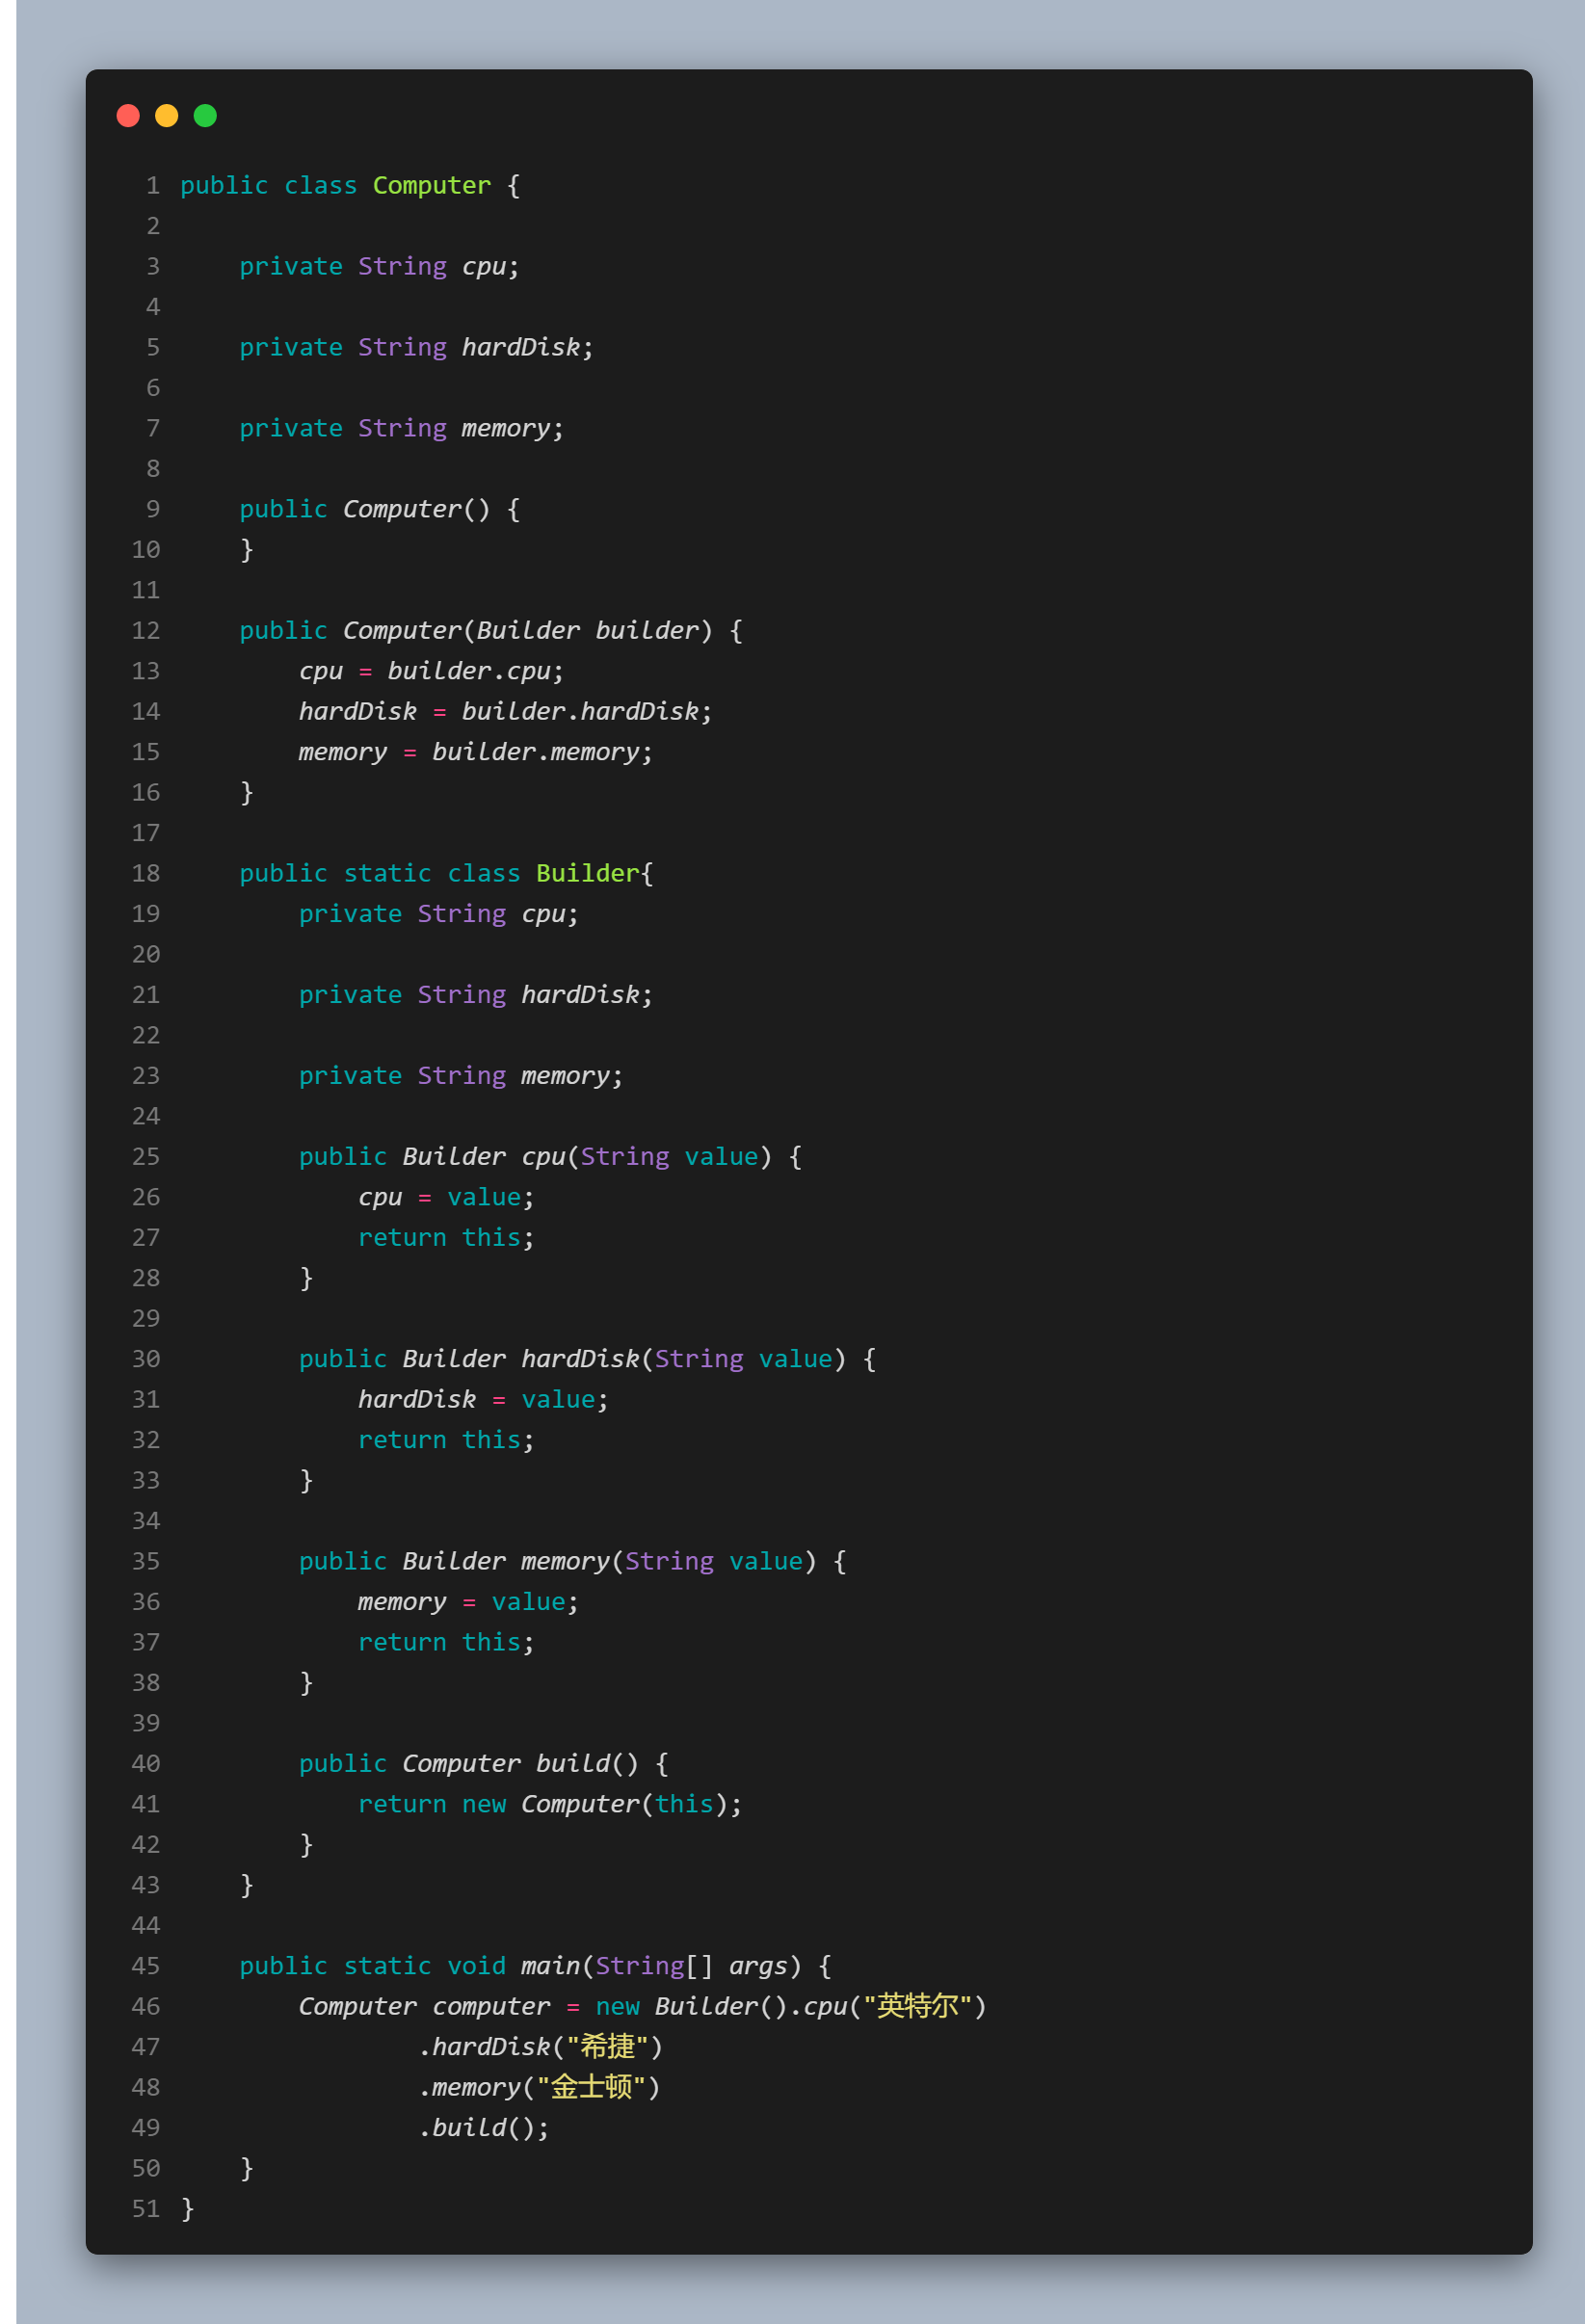 1 public class Computer {
2
3     private String cpu;
4
5     private String hardDisk;
6
7     private String memory;
8
9     public Computer() {
10     }
11
12     public Computer(Builder builder) {
13         cpu = builder.cpu;
14         hardDisk = builder.hardDisk;
15         memory = builder.memory;
16     }
17
18     public static class Builder{
19         private String cpu;
20
21         private String hardDisk;
22
23         private String memory;
24
25         public Builder cpu(String value) {
26             cpu = value;
27             return this;
28         }
29
30         public Builder hardDisk(String value) {
31             hardDisk = value;
32             return this;
33         }
34
35         public Builder memory(String value) {
36             memory = value;
37             return this;
38         }
39
40         public Computer build() {
41             return new Computer(this);
42         }
43     }
44
45     public static void main(String[] args) {
46         Computer computer = new Builder().cpu("英特尔")
47                 .hardDisk("希捷")
48                 .memory("金士顿")
49                 .build();
50     }
51 }